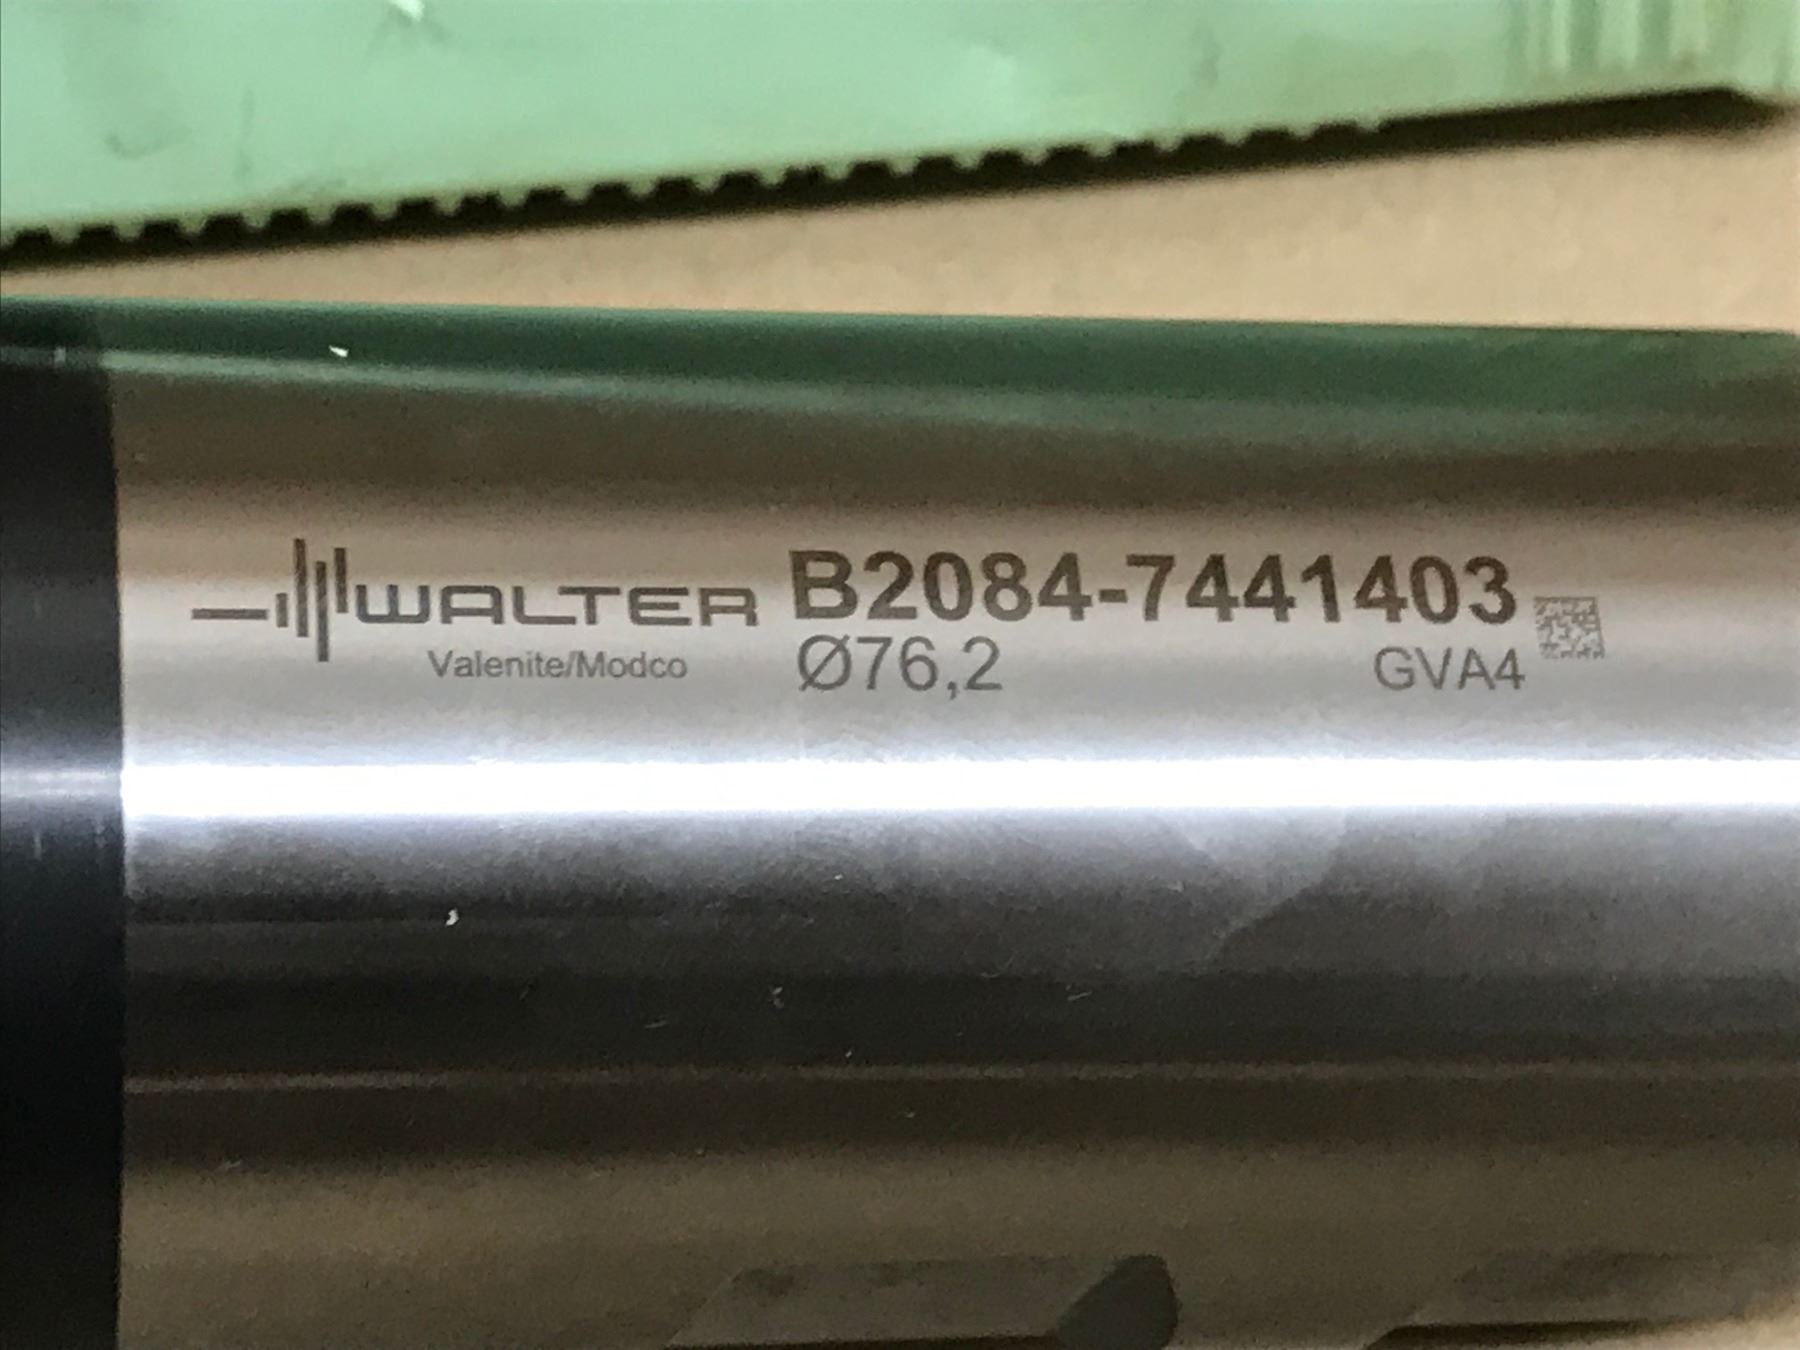 WALTER B2084-7441403
Valenite/Modco Ø76,2 GVA4